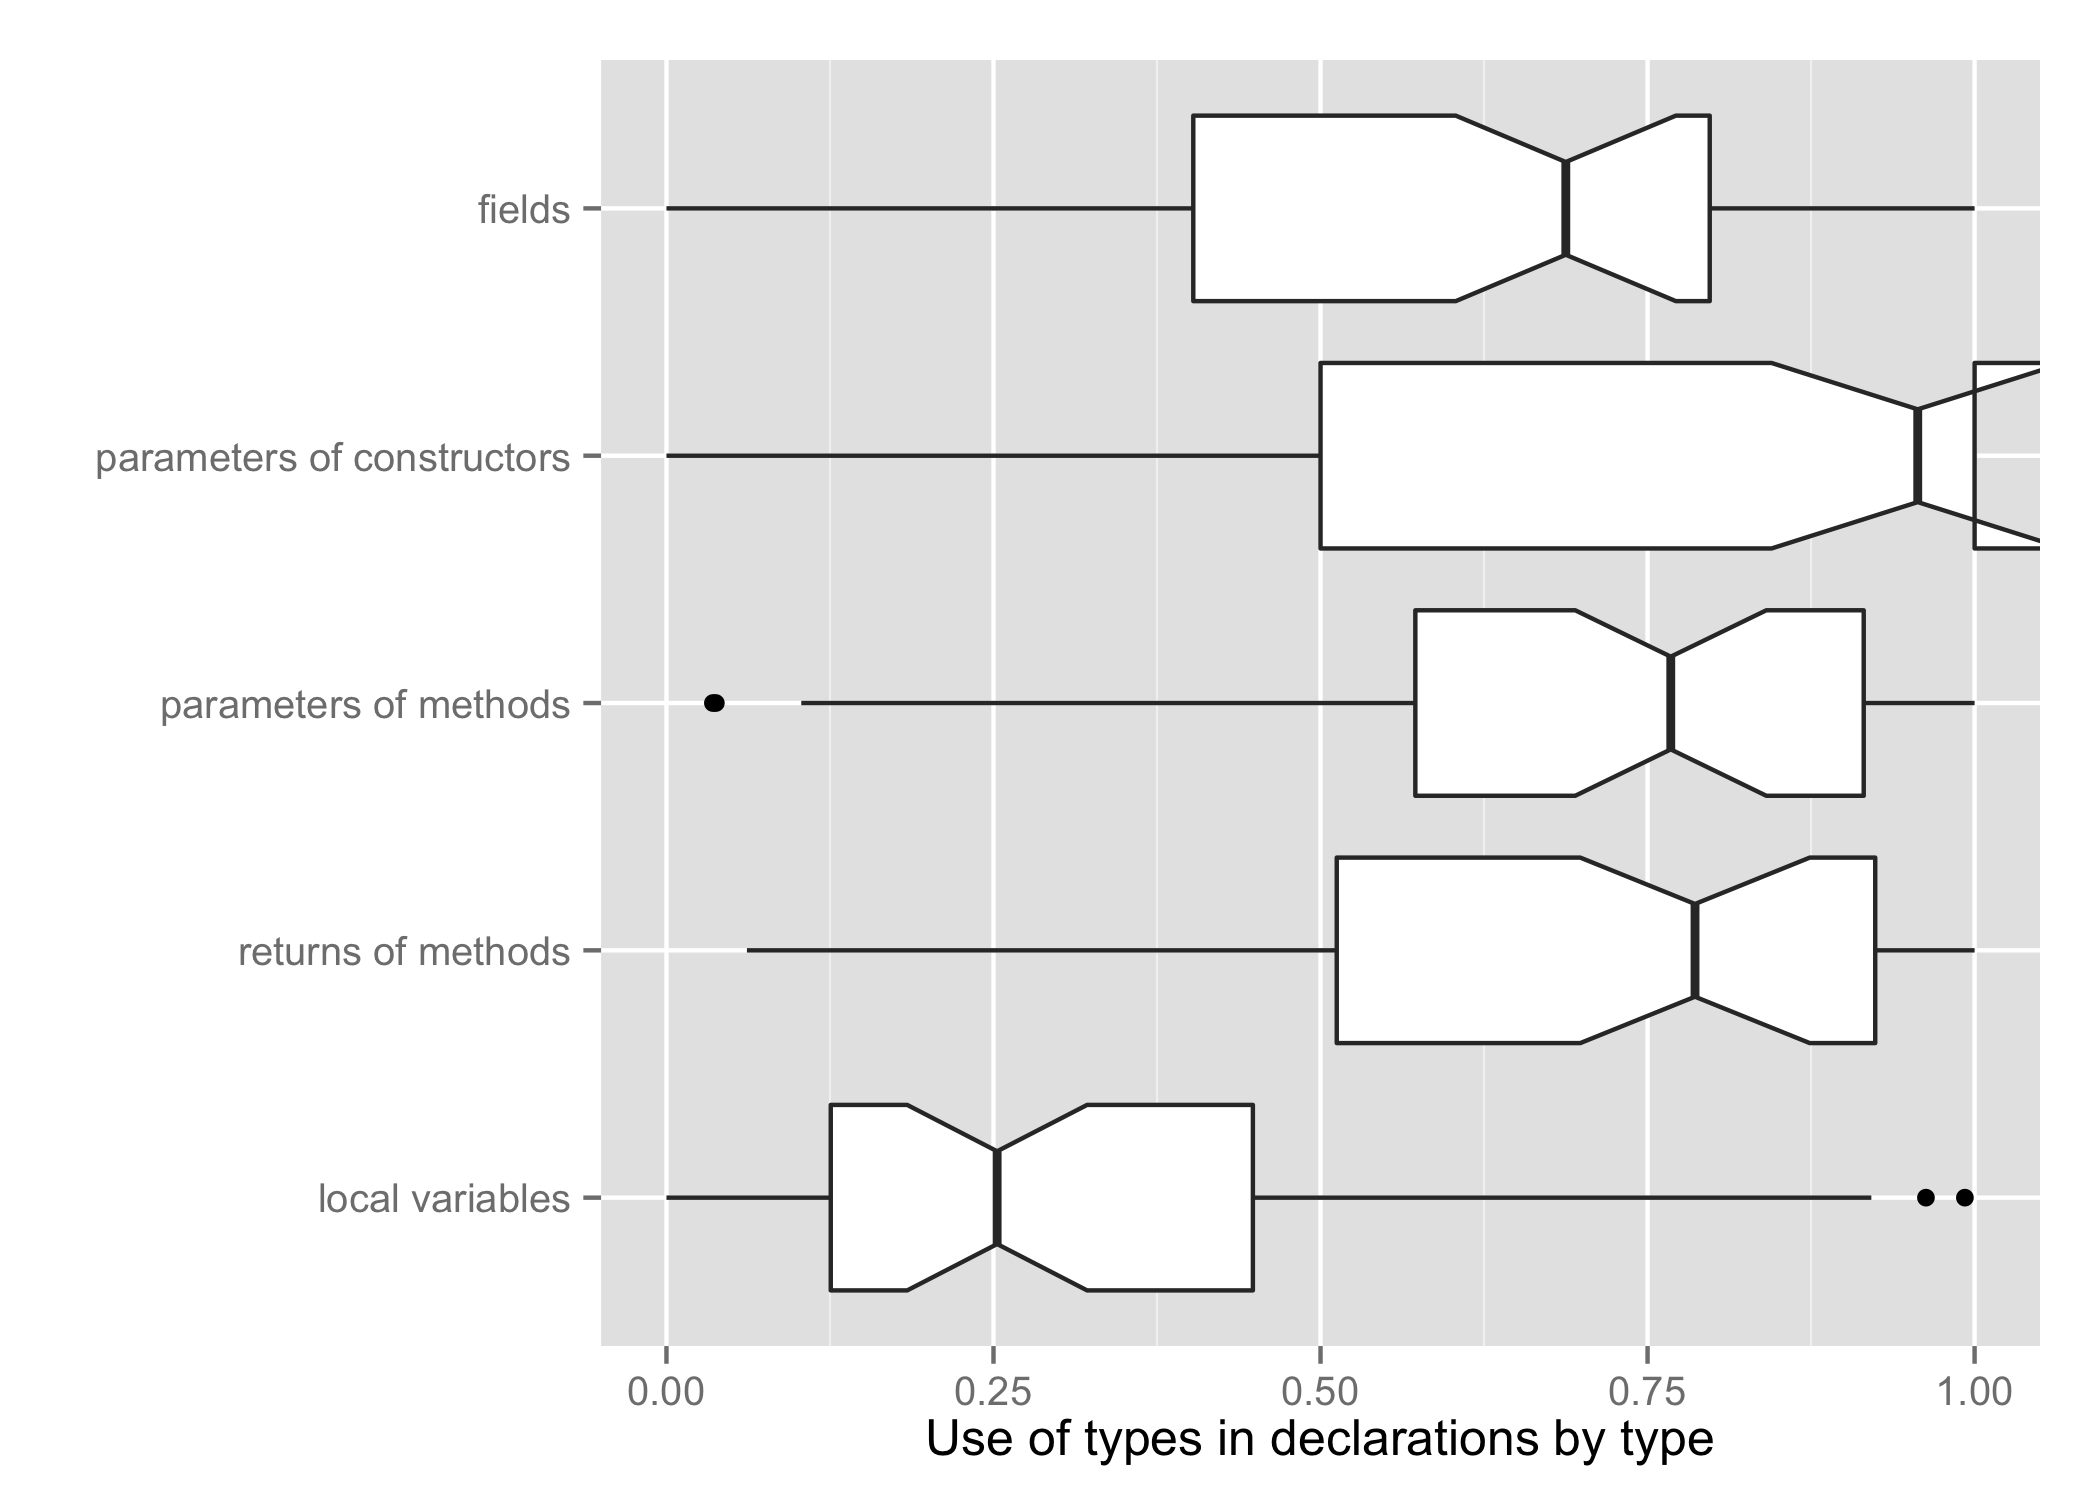 fields
parameters of constructors
parameters of methods
returns of methods
local variables
0.00 0.25 0.50 0.75 1.00
Use of types in declarations by type